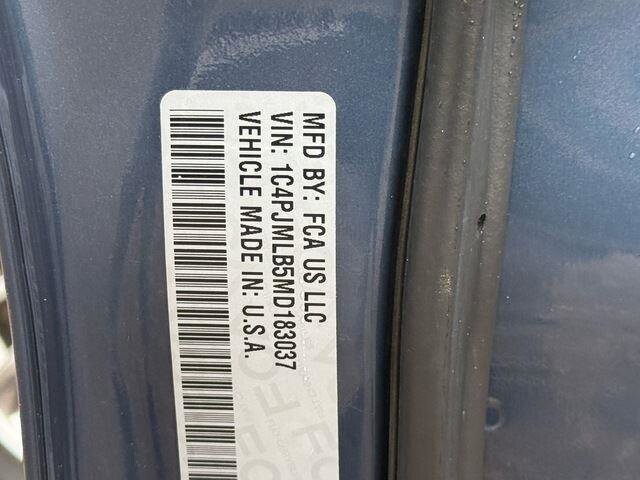 MFD BY: FCA US LLC
VIN: 1C4PJMLB5MD183037
VEHICLE MADE IN: U.S.A.